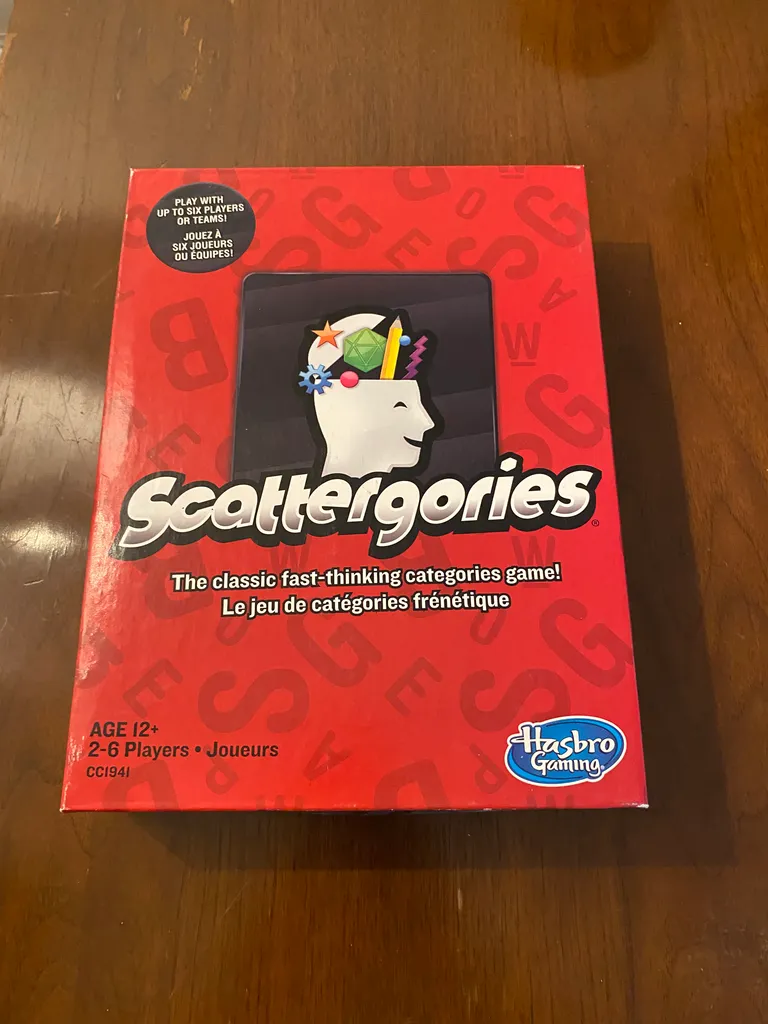 PLAY WITH
UP TO SIX PLAYERS
OR TEAMS!
JOUEZ À
SIX JOUEURS
OU ÉQUIPES!
Scattergories®
The classic fast-thinking categories game!
Le jeu de catégories frénétique
AGE 12+
2-6 Players • Joueurs
CC1941
Hasbro
Gaming